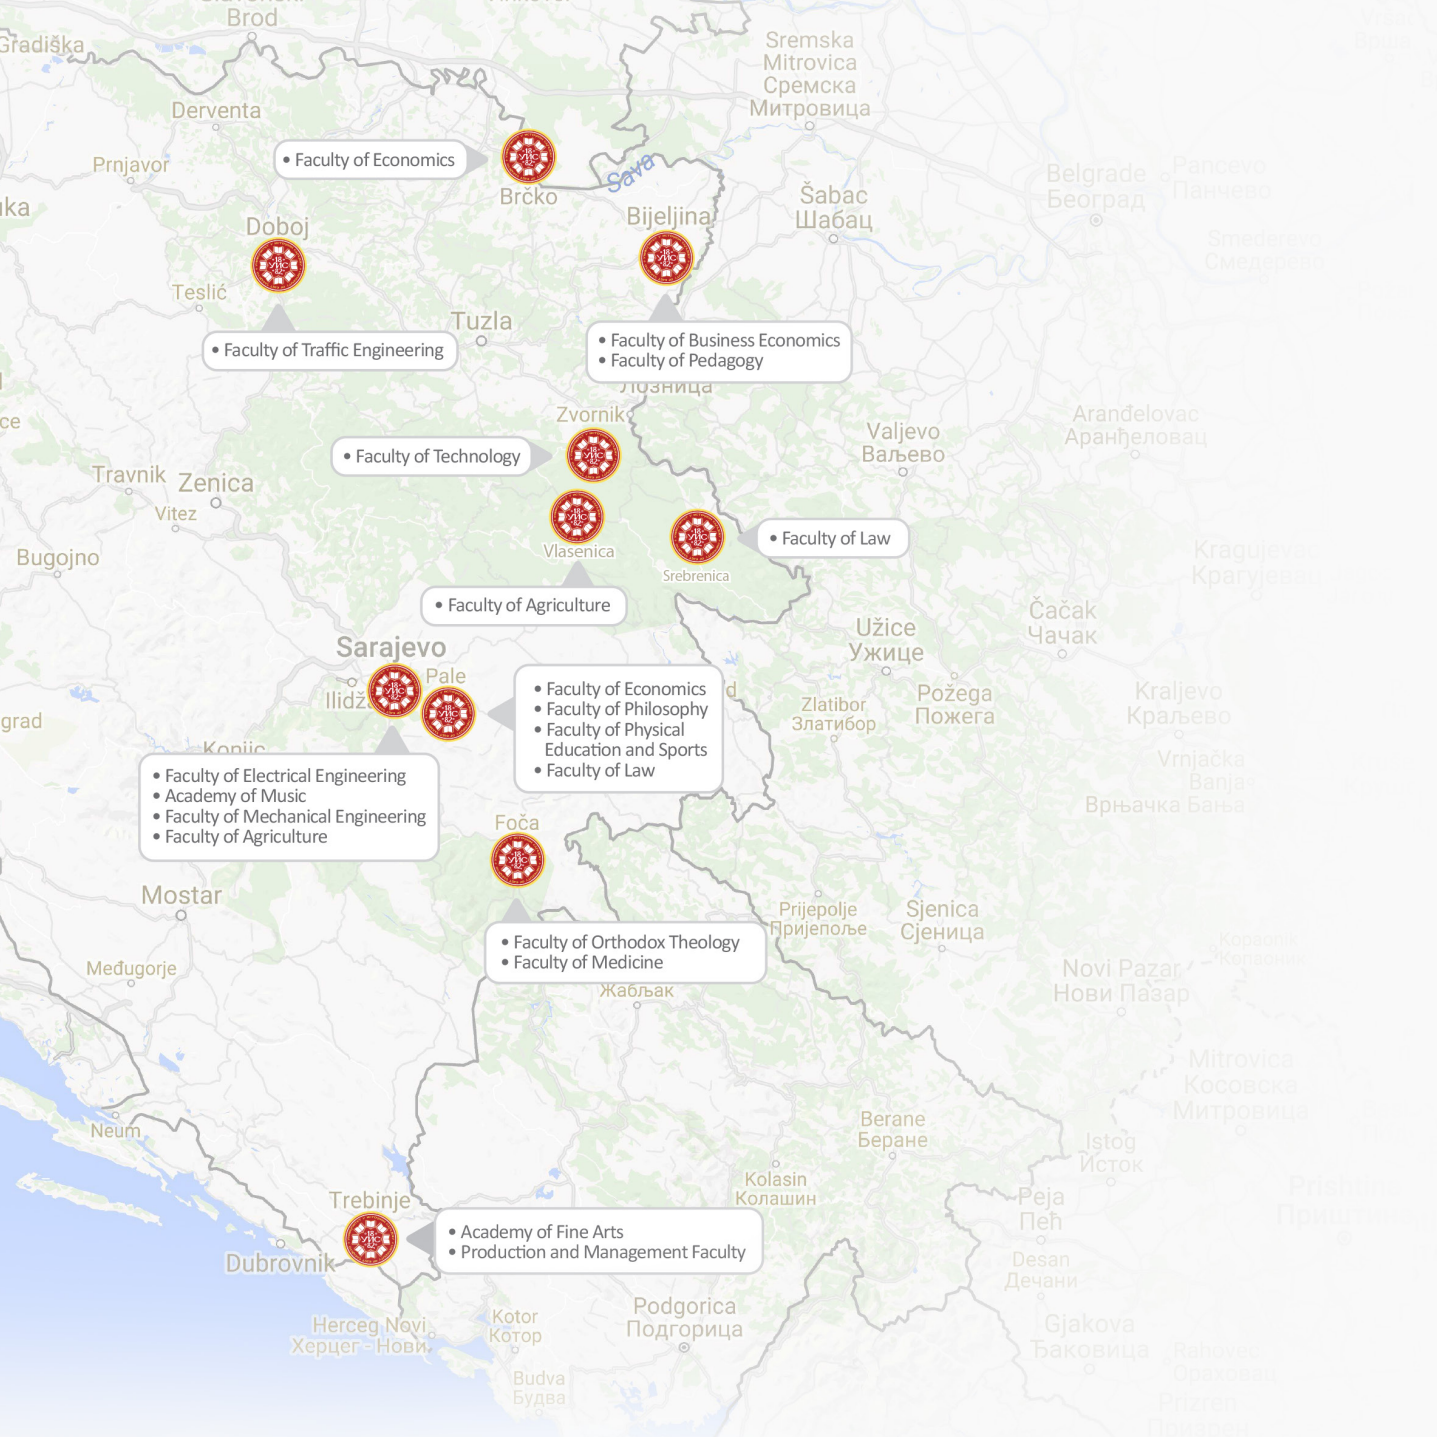 Brod
Gradiška
Sremska
Mitrovica
Сремска
Митровица
Derventa
Prnjavor
• Faculty of Economics
Brčko
Sava
Belgrade
Београд
Pančevo
Панчево
Šabac
Шабац
Bijeljina
Doboj
Smederevo
Смедерево
Teslić
Tuzla
• Faculty of Traffic Engineering
• Faculty of Business Economics
• Faculty of Pedagogy
Лозница
Zvornik
Aranđelovac
Аранђеловац
Valjevo
Ваљево
• Faculty of Technology
Travnik
Zenica
Vitez
Bugojno
Vlasenica
Srebrenica
• Faculty of Law
Kragujevac
Крагујевац
• Faculty of Agriculture
Čačak
Чачак
Užice
Ужице
Sarajevo
Pale
Ilidža
grad
• Faculty of Economics
• Faculty of Philosophy
• Faculty of Physical
Education and Sports
• Faculty of Law
Zlatibor
Златибор
Požega
Пожега
Kraljevo
Краљево
Konjic
Vrnjačka
Banja
Врњачка Бања
• Faculty of Electrical Engineering
• Academy of Music
• Faculty of Mechanical Engineering
• Faculty of Agriculture
Foča
Mostar
Prijepolje
Пријепоље
Sjenica
Сјеница
Kopaonik
Копаоник
• Faculty of Orthodox Theology
• Faculty of Medicine
Međugorje
Жабљак
Novi Pazar
Нови Пазар
Mitrovica
Косовска
Митровица
Neum
Berane
Беране
Istog
Исток
Kolasin
Колашин
Peja
Пећ
Prishtina
Приштина
Trebinje
• Academy of Fine Arts
• Production and Management Faculty
Dubrovnik
Desan
Дечани
Herceg Novi
Херцег - Нови
Kotor
Котор
Podgorica
Подгорица
Gjakova
Ђаковица
Rahovec
Ораховац
Budva
Будва
Prizren
Призрен